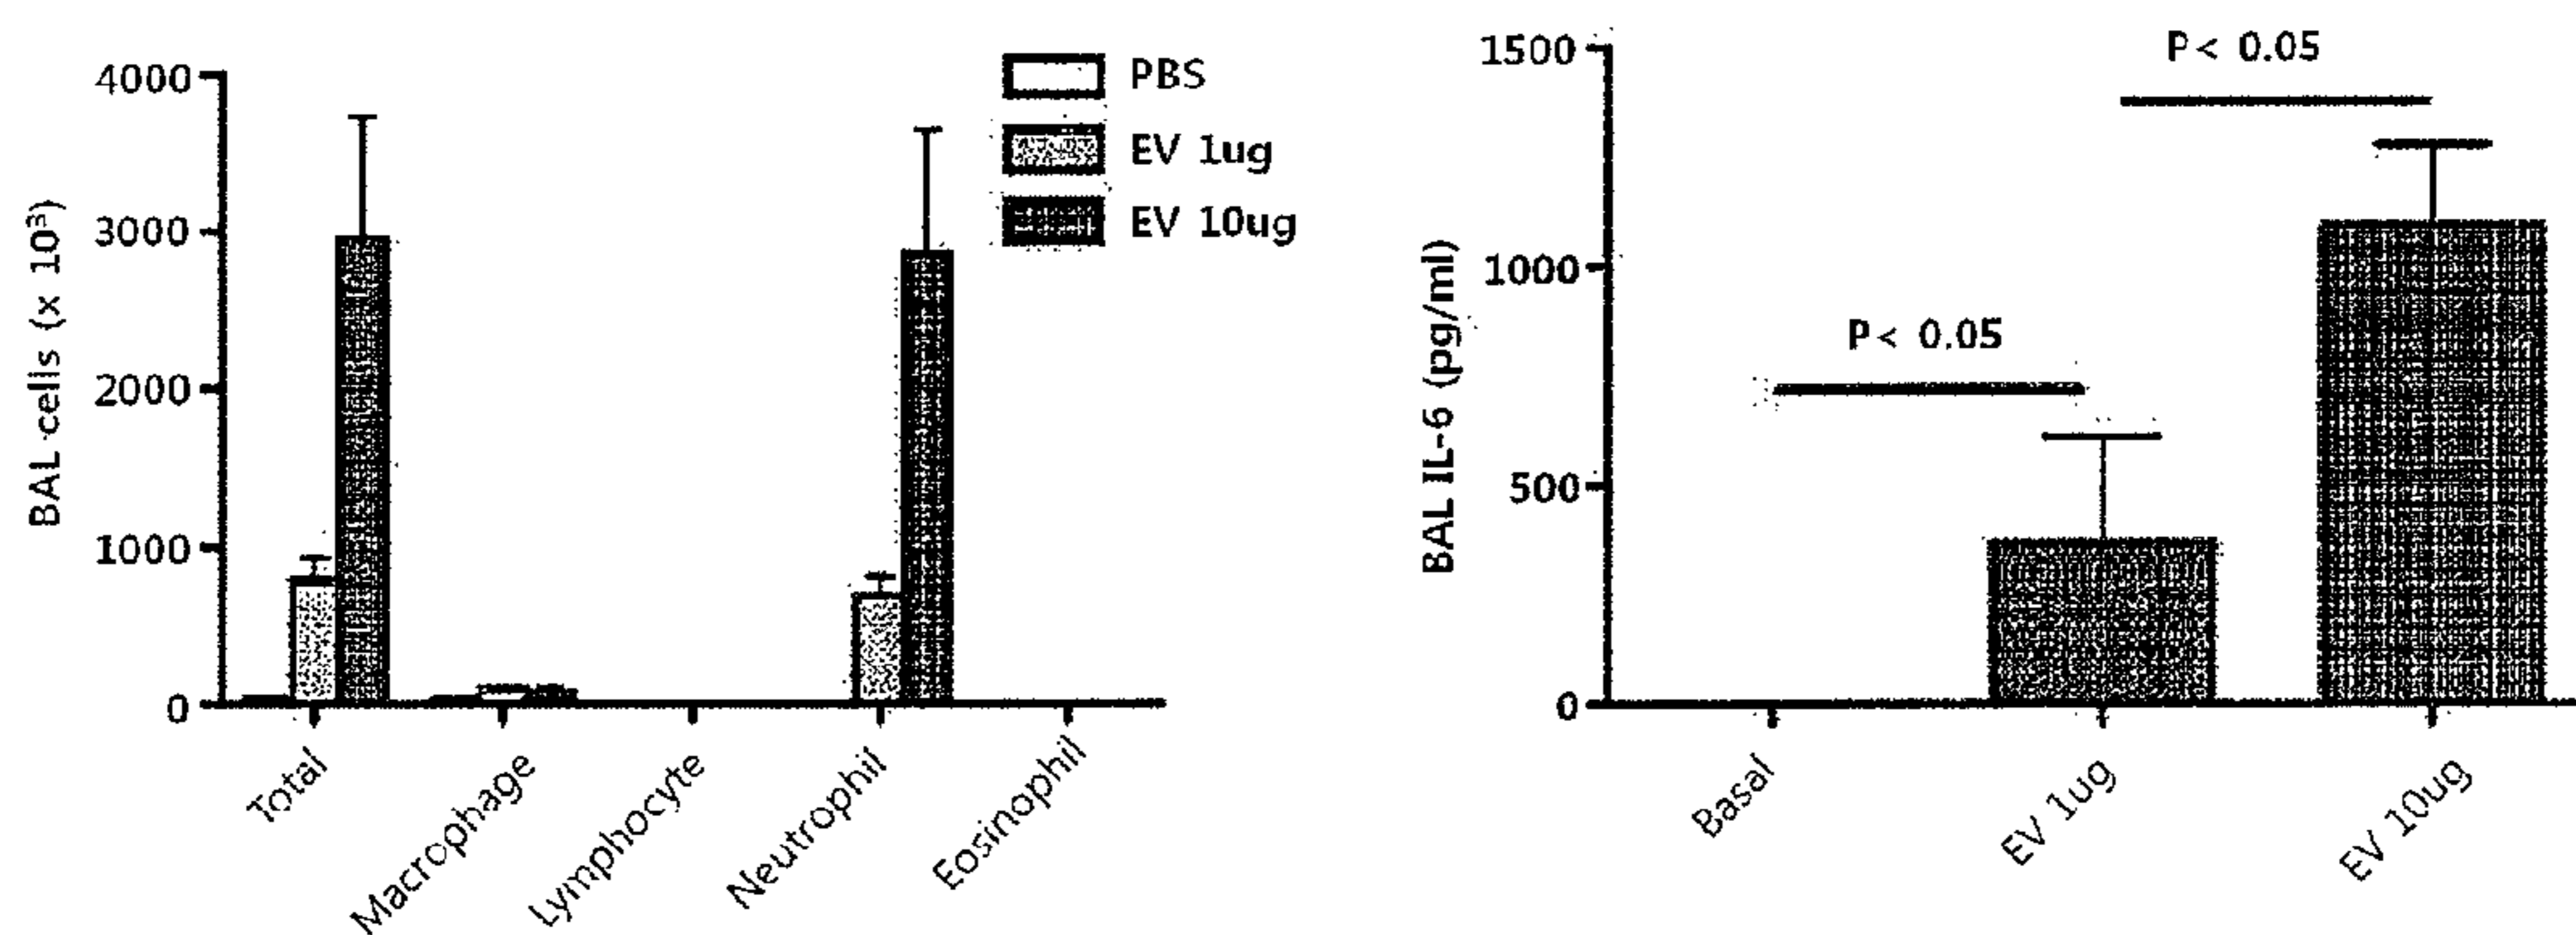 4000
3000
2000
1000
0
BAL cells (x 10³)
PBS
EV 1ug
EV 10ug
Total
Macrophage
Lymphocyte
Neutrophil
Eosinophil
1500
1000
500
0
BAL IL-6 (pg/ml)
P< 0.05
P< 0.05
Basal
EV 1ug
EV 10ug